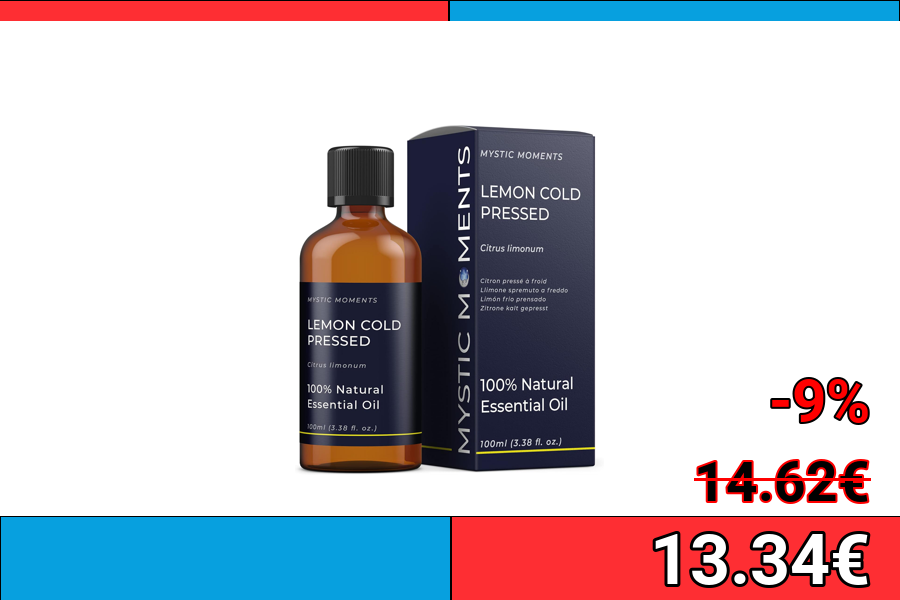 MYSTIC MOMENTS
LEMON COLD
PRESSED
Citrus limonum
100% Natural
Essential Oil
100ml (3.38 fl. oz.)
MYSTIC MOMENTS
MYSTIC MOMENTS
LEMON COLD
PRESSED
Citrus limonum
Citron pressé à froid
Llimone spremuto a freddo
Limón frío prensado
Zitrone kalt gepresst
100% Natural
Essential Oil
100ml (3.38 fl. oz.)
-9%
14.62€
13.34€